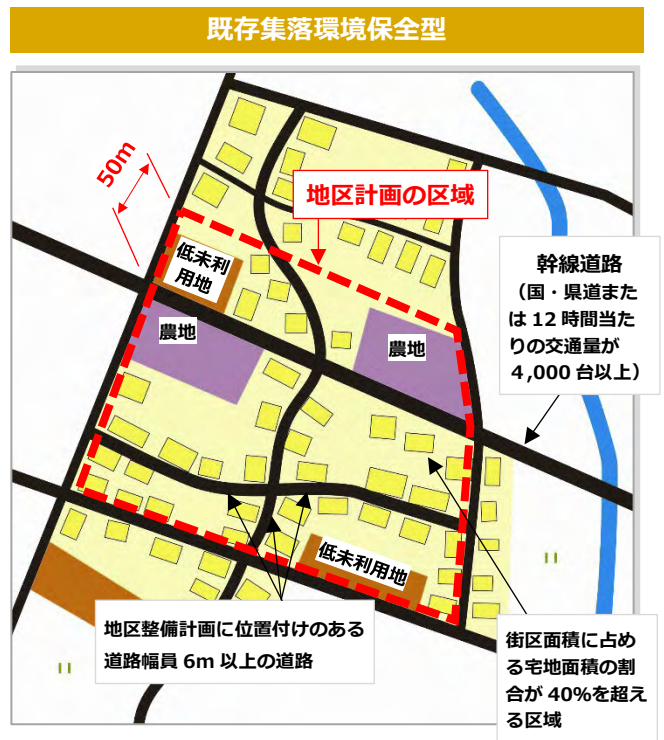 既存集落環境保全型
50m
地区計画の区域
低未利
用地
幹線道路
（国・県道また
は 12 時間当た
りの交通量が
4,000 台以上）
農地
農地
低未利用地
地区整備計画に位置付けのある
道路幅員 6m 以上の道路
街区面積に占め
る宅地面積の割
合が 40%を超え
る区域